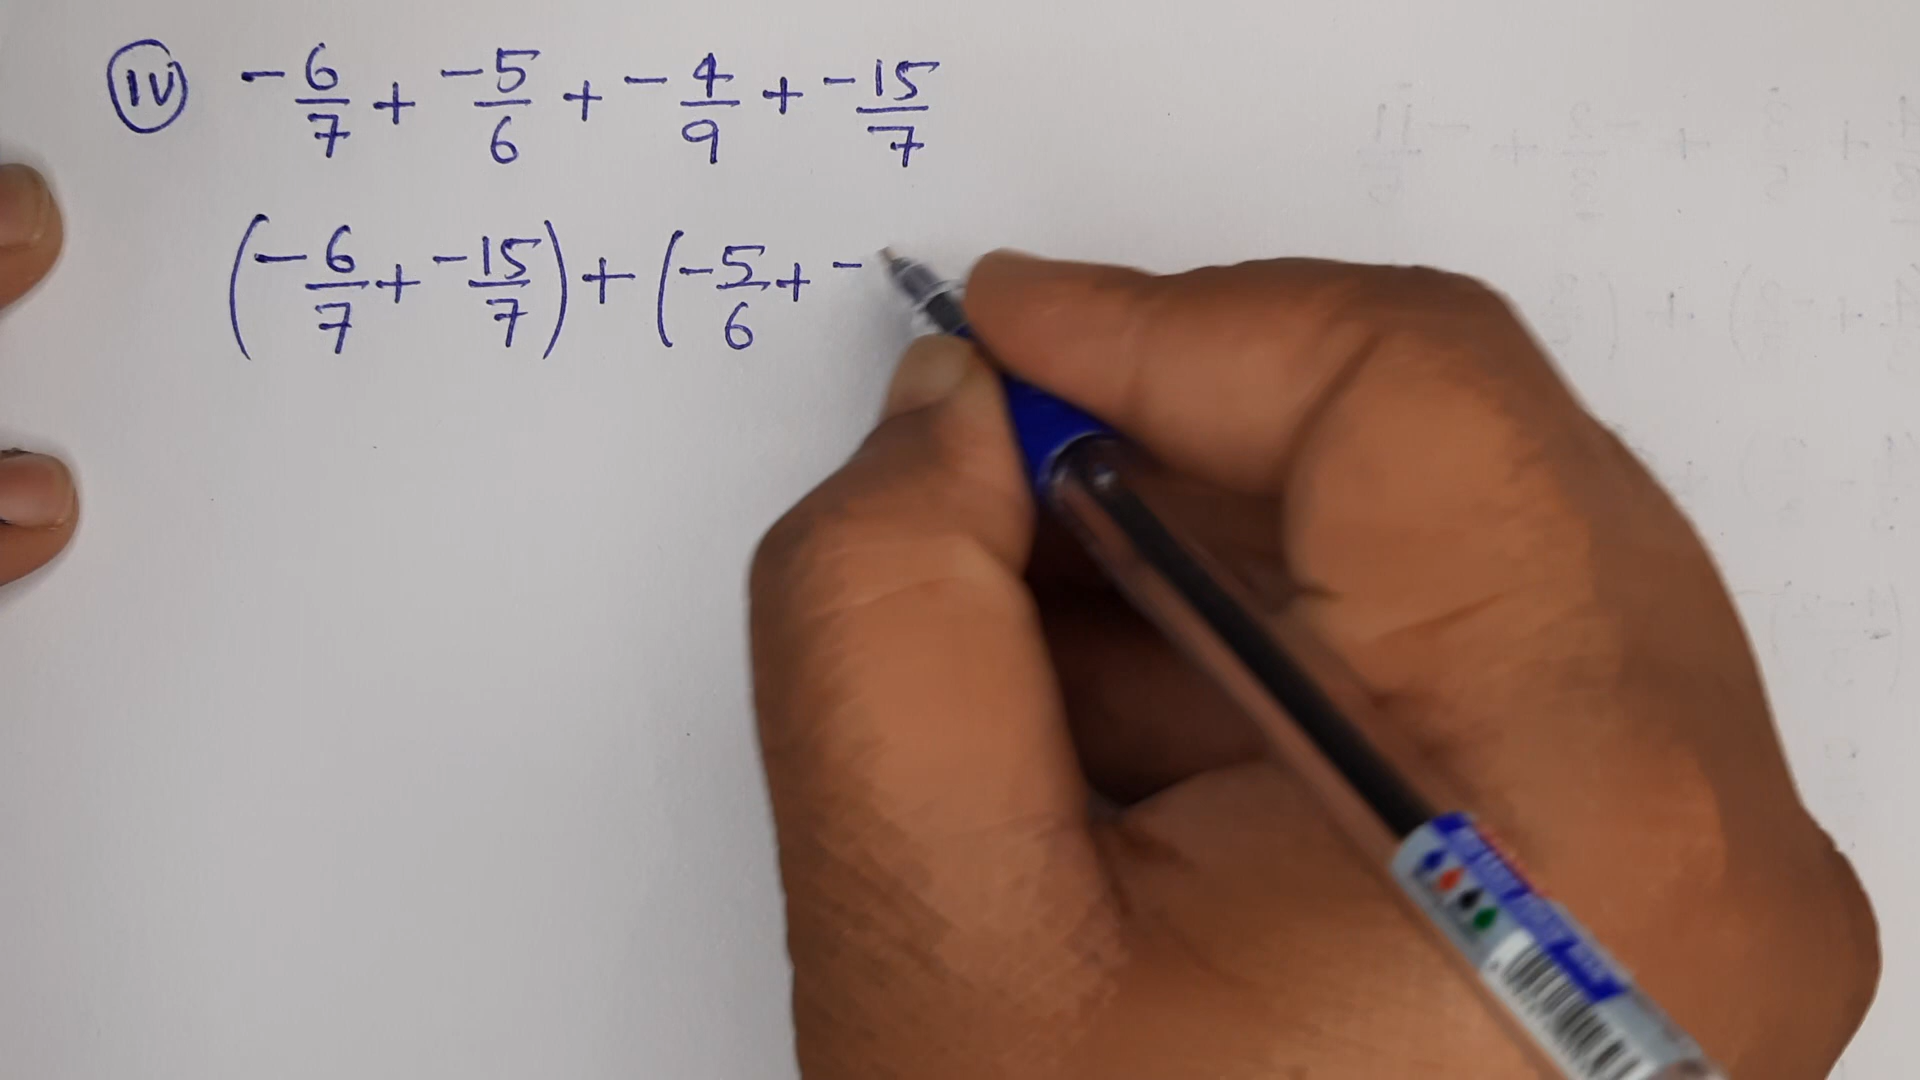 (iv) -6/7 + -5/6 + -4/9 + -15/7
(-6/7 + -15/7) + (-5/6 + -